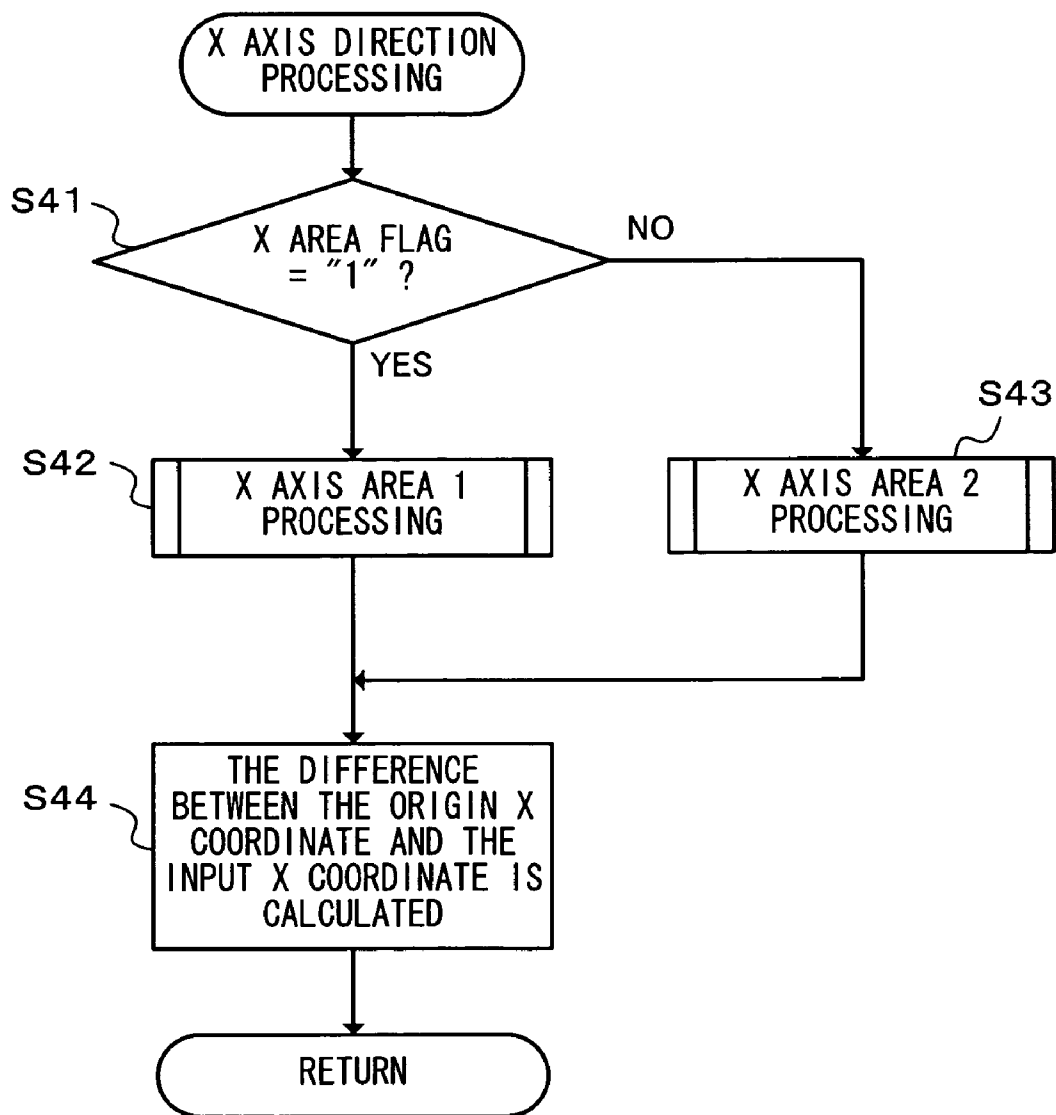 X AXIS DIRECTION
PROCESSING
S41
X AREA FLAG
= "1" ?
NO
YES
S42
X AXIS AREA 1
PROCESSING
S43
X AXIS AREA 2
PROCESSING
S44
THE DIFFERENCE
BETWEEN THE ORIGIN X
COORDINATE AND THE
INPUT X COORDINATE IS
CALCULATED
RETURN